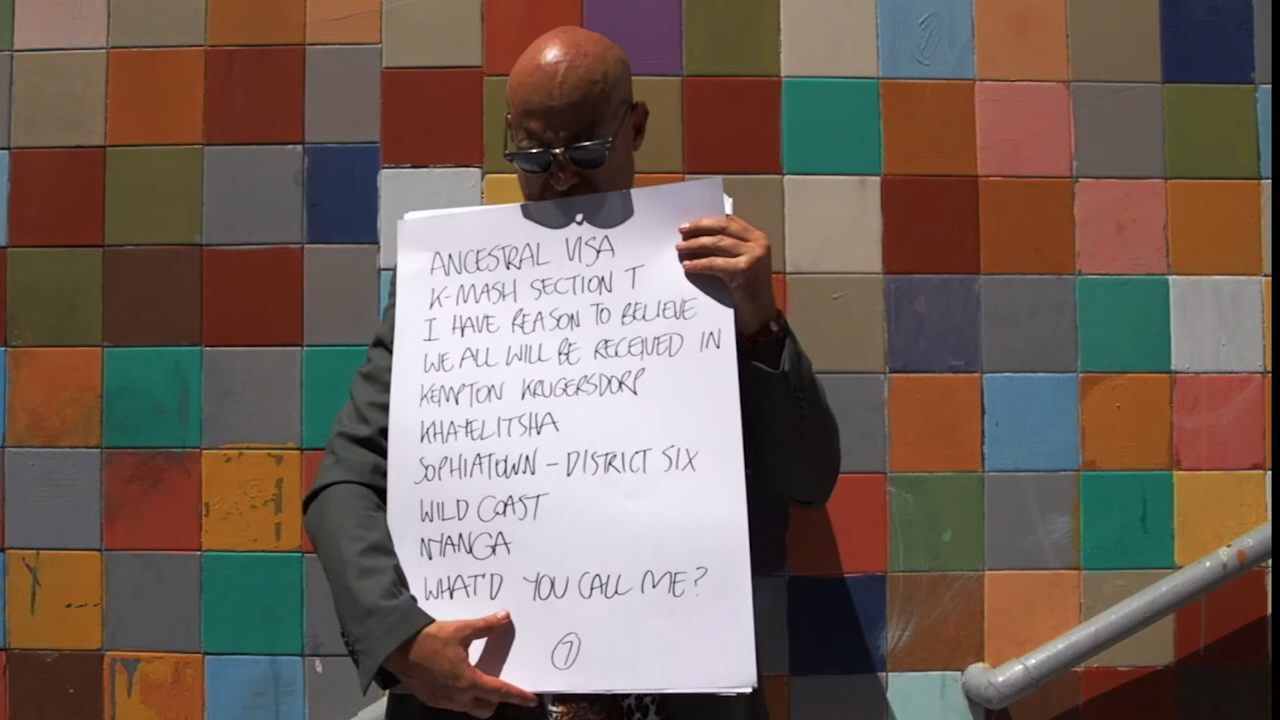 ANCESTRAL VISA
K-MASH SECTION T
I HAVE REASON TO BELIEVE
WE ALL WILL BE RECEIVED IN
KEMPTON KRUGERSDORP
KHAYELITSHA
SOPHIATOWN - DISTRICT SIX
WILD COAST
NYANGA
WHAT'D YOU CALL ME?
7